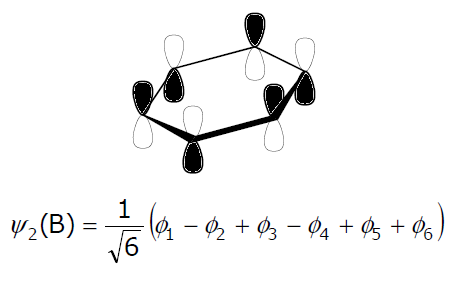 ψ₂(B) = 1/√6 (ϕ₁ − ϕ₂ + ϕ₃ − ϕ₄ + ϕ₅ + ϕ₆)